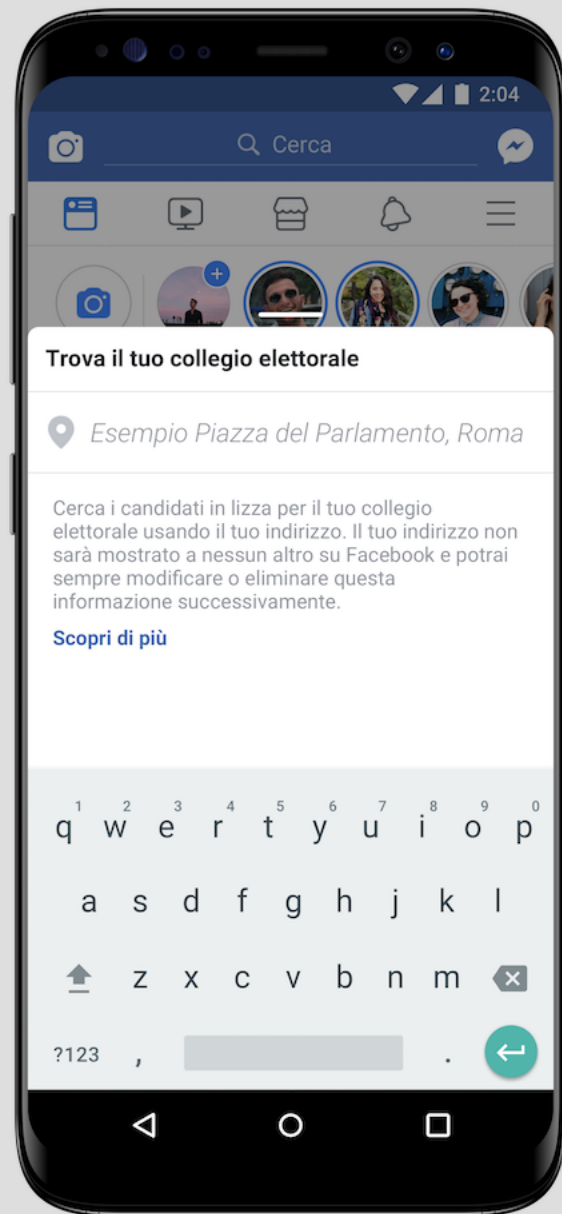 2:04
Cerca
Trova il tuo collegio elettorale
Esempio Piazza del Parlamento, Roma
Cerca i candidati in lizza per il tuo collegio
elettorale usando il tuo indirizzo. Il tuo indirizzo non
sarà mostrato a nessun altro su Facebook e potrai
sempre modificare o eliminare questa
informazione successivamente.
Scopri di più
1 2 3 4 5 6 7 8 9 0
q w e r t y u i o p
a s d f g h j k l
z x c v b n m
?123 , .